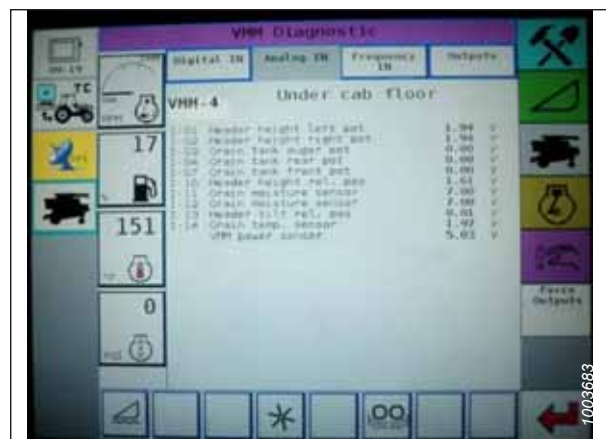 VMM Diagnostic
Digital IN
Analog IN
Frequency IN
Outputs
VMM-4
Under cab floor
Header height left pot 1.94 V
Header height right pot 1.94 V
Grain tank auger pot 0.00 V
Grain tank rear pot 0.00 V
Grain tank front pot 0.00 V
Header height rel. pos 1.61 V
Grain moisture sensor 7.00 V
Grain moisture sensor 7.00 V
Header tilt rel. pos 0.01 V
Grain temp. sensor 1.97 V
VMM power sensor 5.03 V
TC
17
151
0
Force
Outputs
1003683